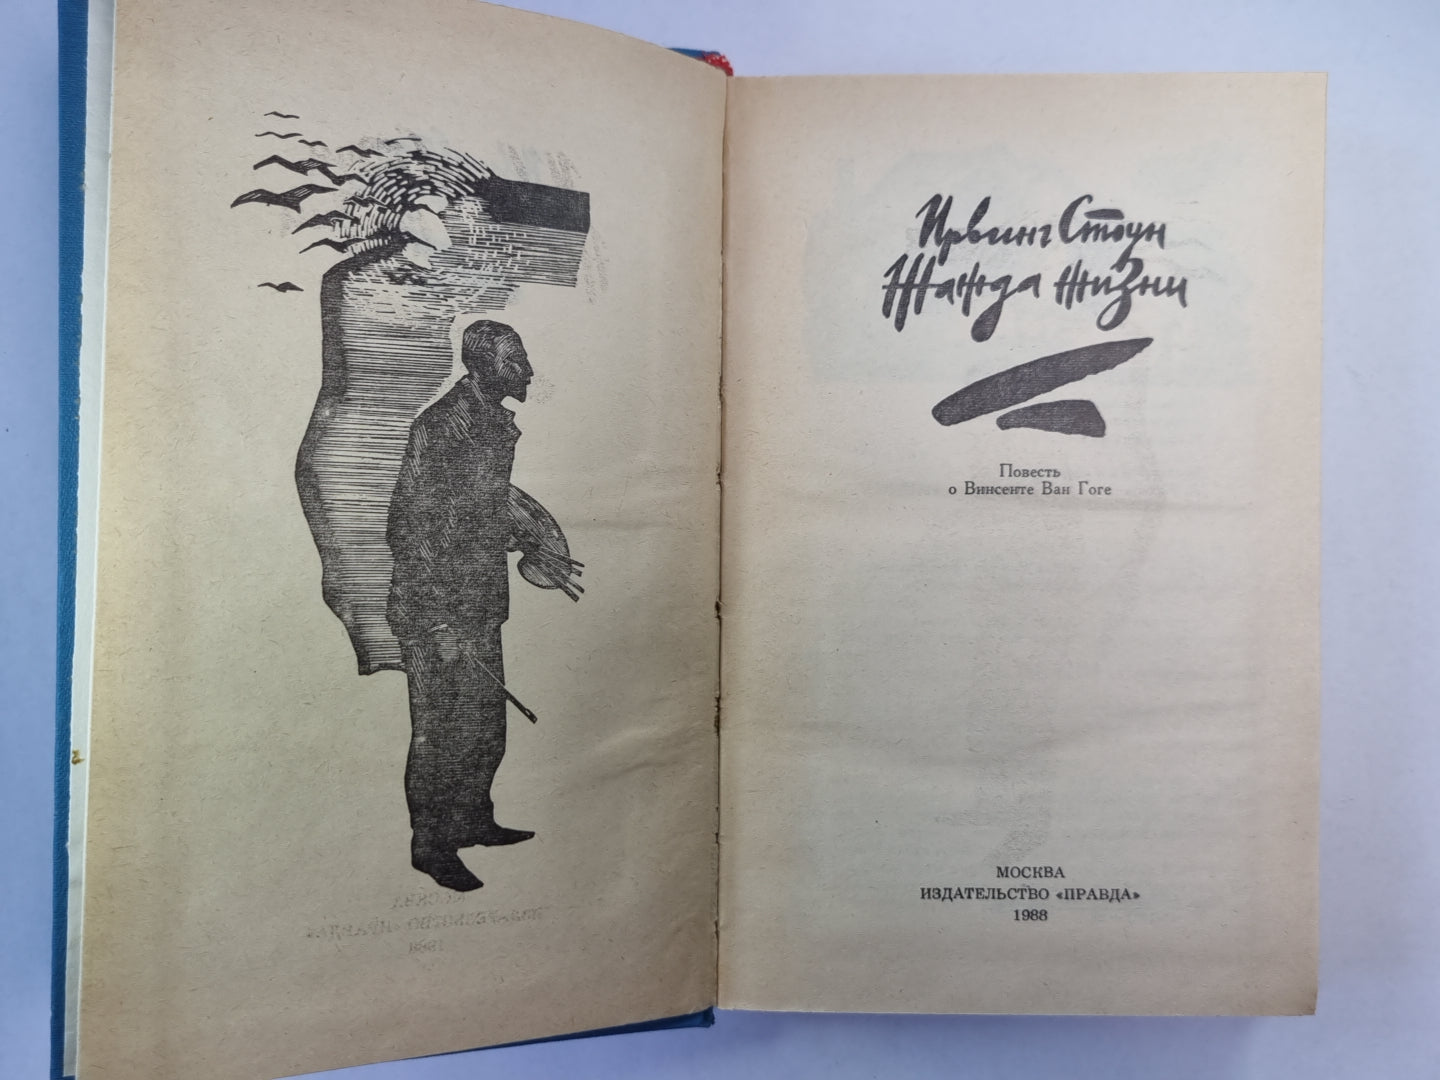 Ирвинг Стоун
Жажда жизни
Повесть
о Винсенте Ван Гоге
МОСКВА
ИЗДАТЕЛЬСТВО «ПРАВДА»
1988